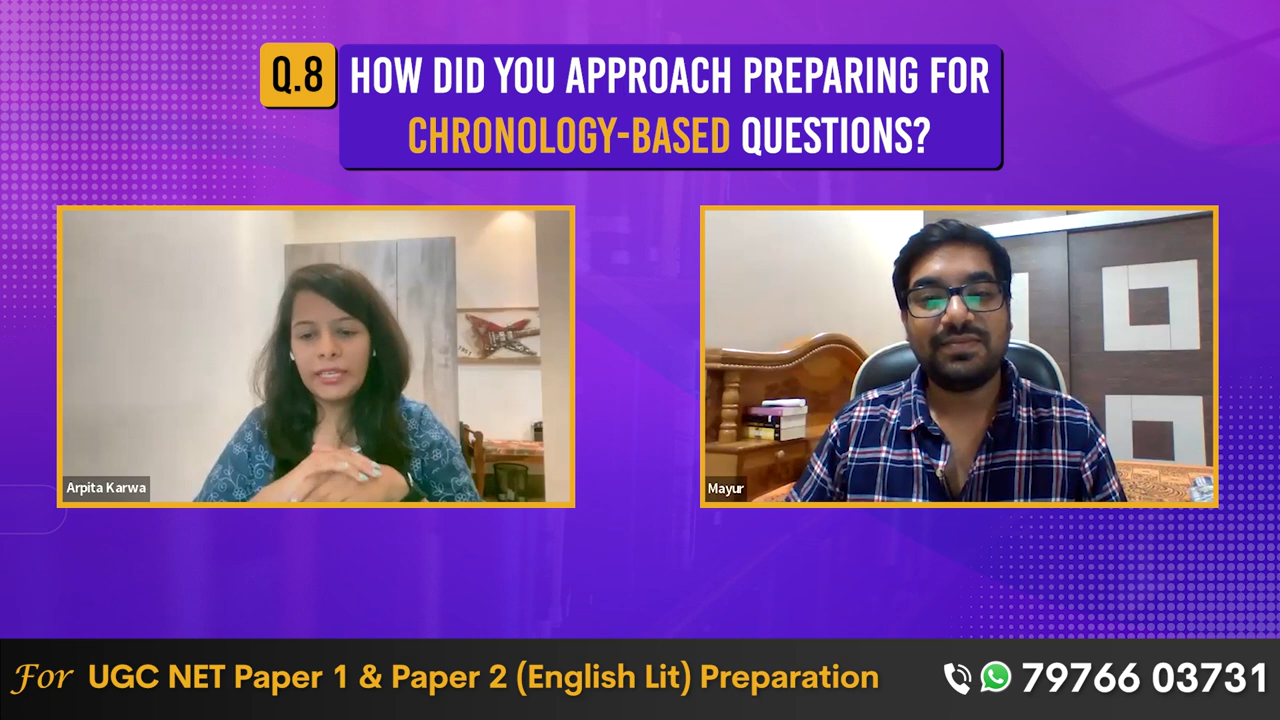 Q.8
HOW DID YOU APPROACH PREPARING FOR
CHRONOLOGY-BASED QUESTIONS?
Arpita Karwa
Mayur
For UGC NET Paper 1 & Paper 2 (English Lit) Preparation
79766 03731